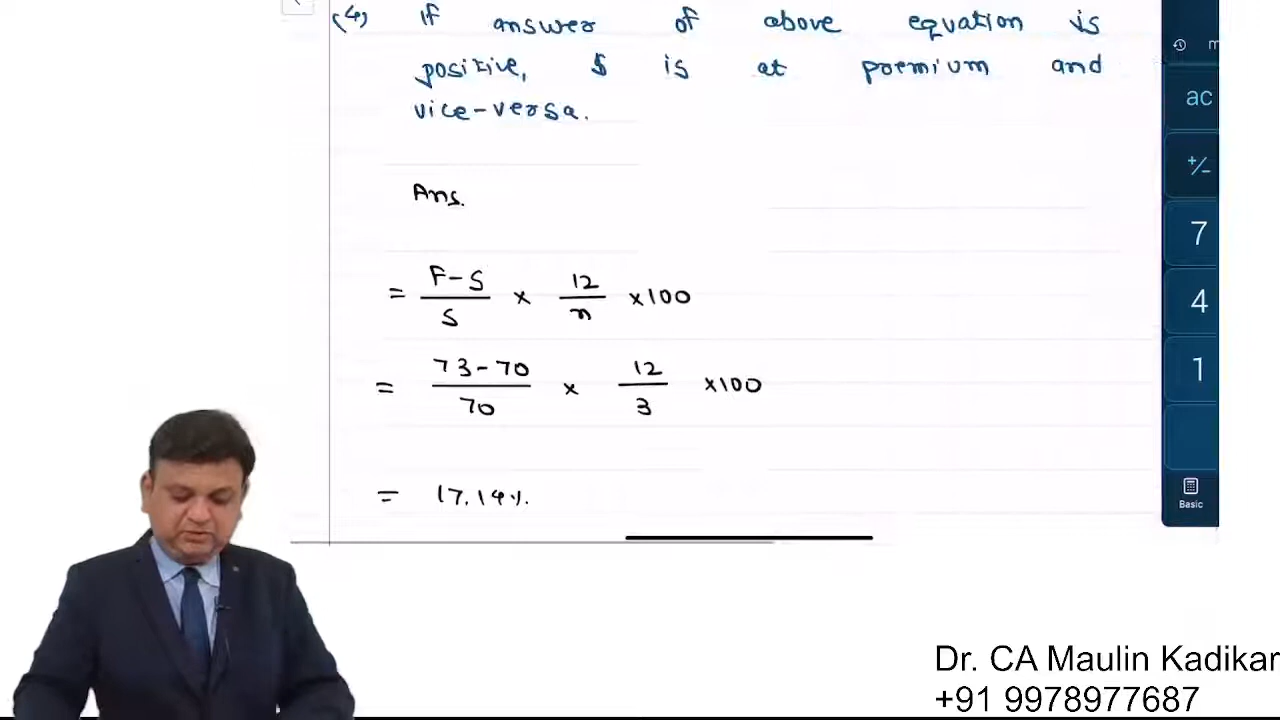 (4) If answer of above equation is
positive, $ is at premium and
vice-versa.
Ans.
= F-S/S × 12/n ×100
= 73-70/70 × 12/3 ×100
= 17.14%.
ac
+/-
7
4
1
Basic
Dr. CA Maulin Kadikar
+91 9978977687